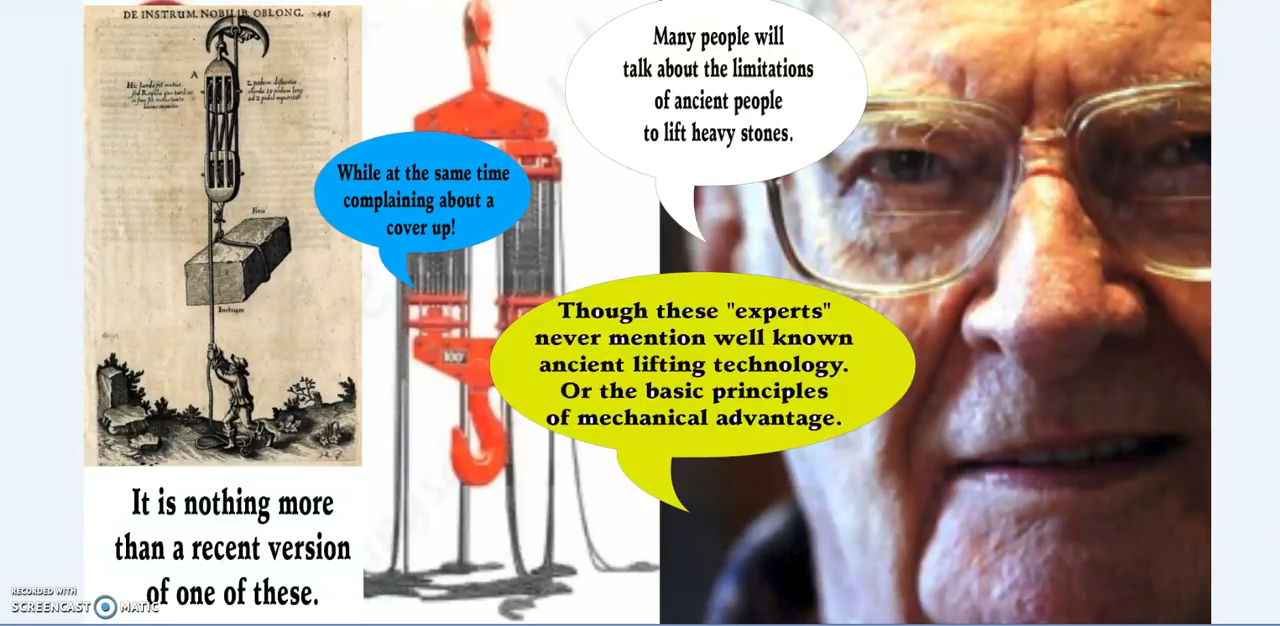 DE INSTRUM. NOBILIB. OBLONG. 445
A
Many people will
talk about the limitations
of ancient people
to lift heavy stones.
While at the same time
complaining about a
cover up!
Though these "experts"
never mention well known
ancient lifting technology.
Or the basic principles
of mechanical advantage.
100
It is nothing more
than a recent version
of one of these.
RECORDED WITH
SCREENCAST MATIC